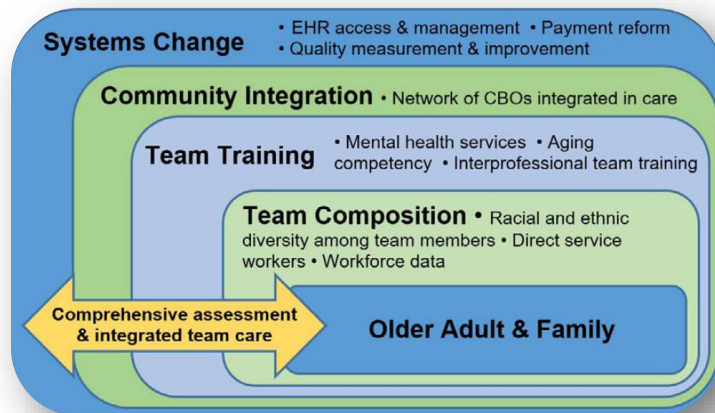 Systems Change • EHR access & management • Payment reform
• Quality measurement & improvement
Community Integration • Network of CBOs integrated in care
Team Training • Mental health services • Aging
competency • Interprofessional team training
Team Composition • Racial and ethnic
diversity among team members • Direct service
workers • Workforce data
Comprehensive assessment
& integrated team care
Older Adult & Family